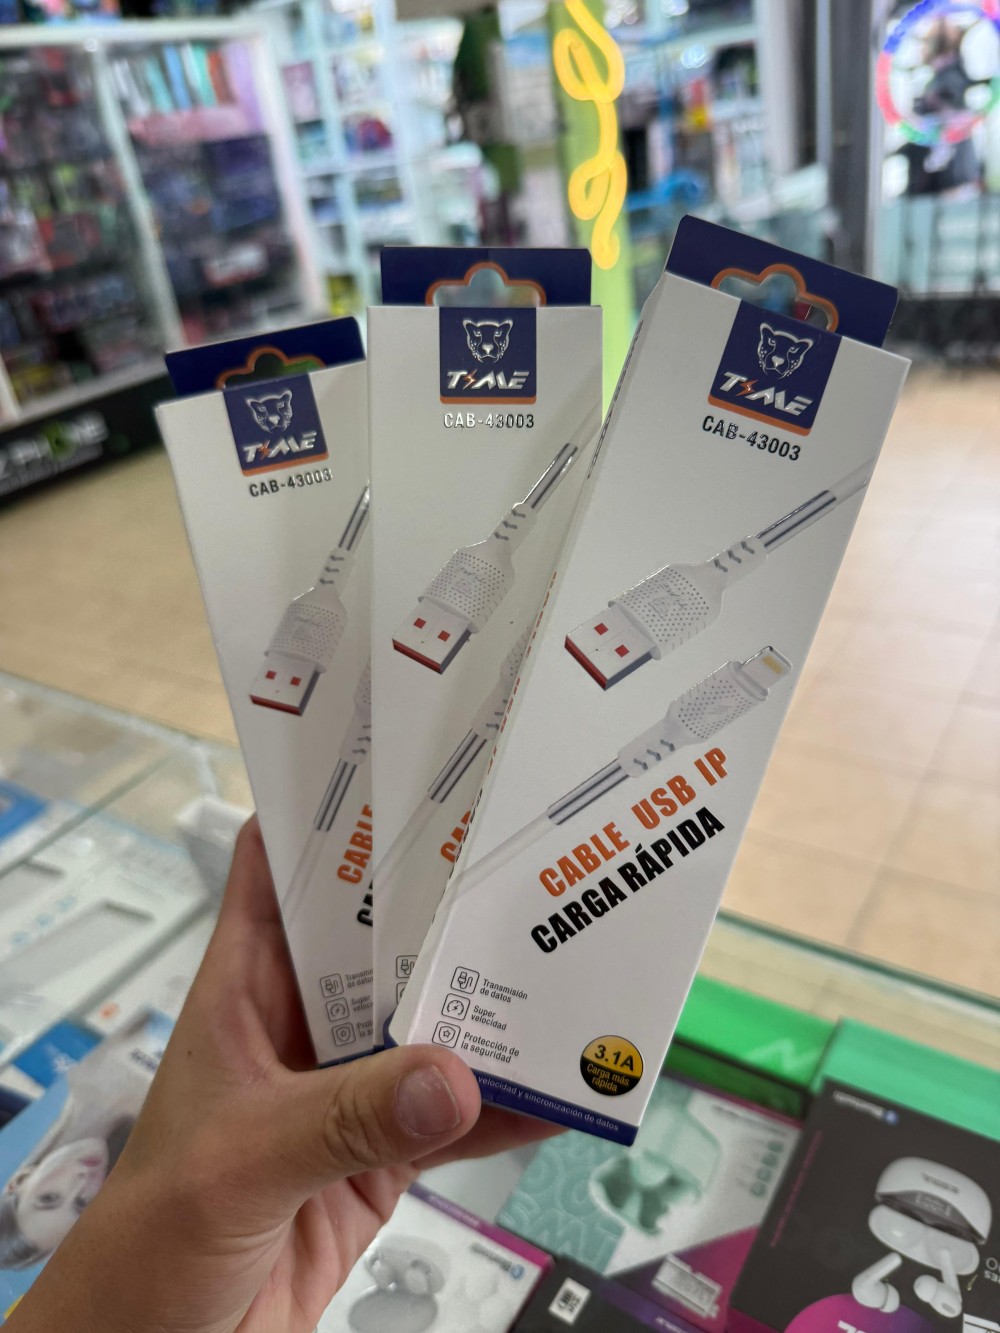 TIME
CAB-43003
CABLE
TIME
CAB-43003
TIME
CAB-43003
CABLE USB IP
CARGA RÁPIDA
Transmisión
de datos
Super
velocidad
Protección de
la seguridad
3.1A
Carga más
rápida
velocidad y sincronización de datos